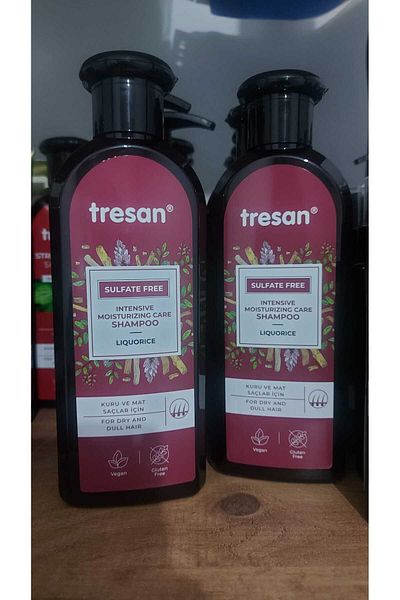 tresan®
SULFATE FREE
INTENSIVE
MOISTURIZING CARE
SHAMPOO
LIQUORICE
KURU VE MAT
SAÇLAR İÇİN
FOR DRY AND
DULL HAIR
Vegan
Gluten
Free
tresan®
SULFATE FREE
INTENSIVE
MOISTURIZING CARE
SHAMPOO
LIQUORICE
KURU VE MAT
SAÇLAR İÇİN
FOR DRY AND
DULL HAIR
Vegan
Gluten
Free